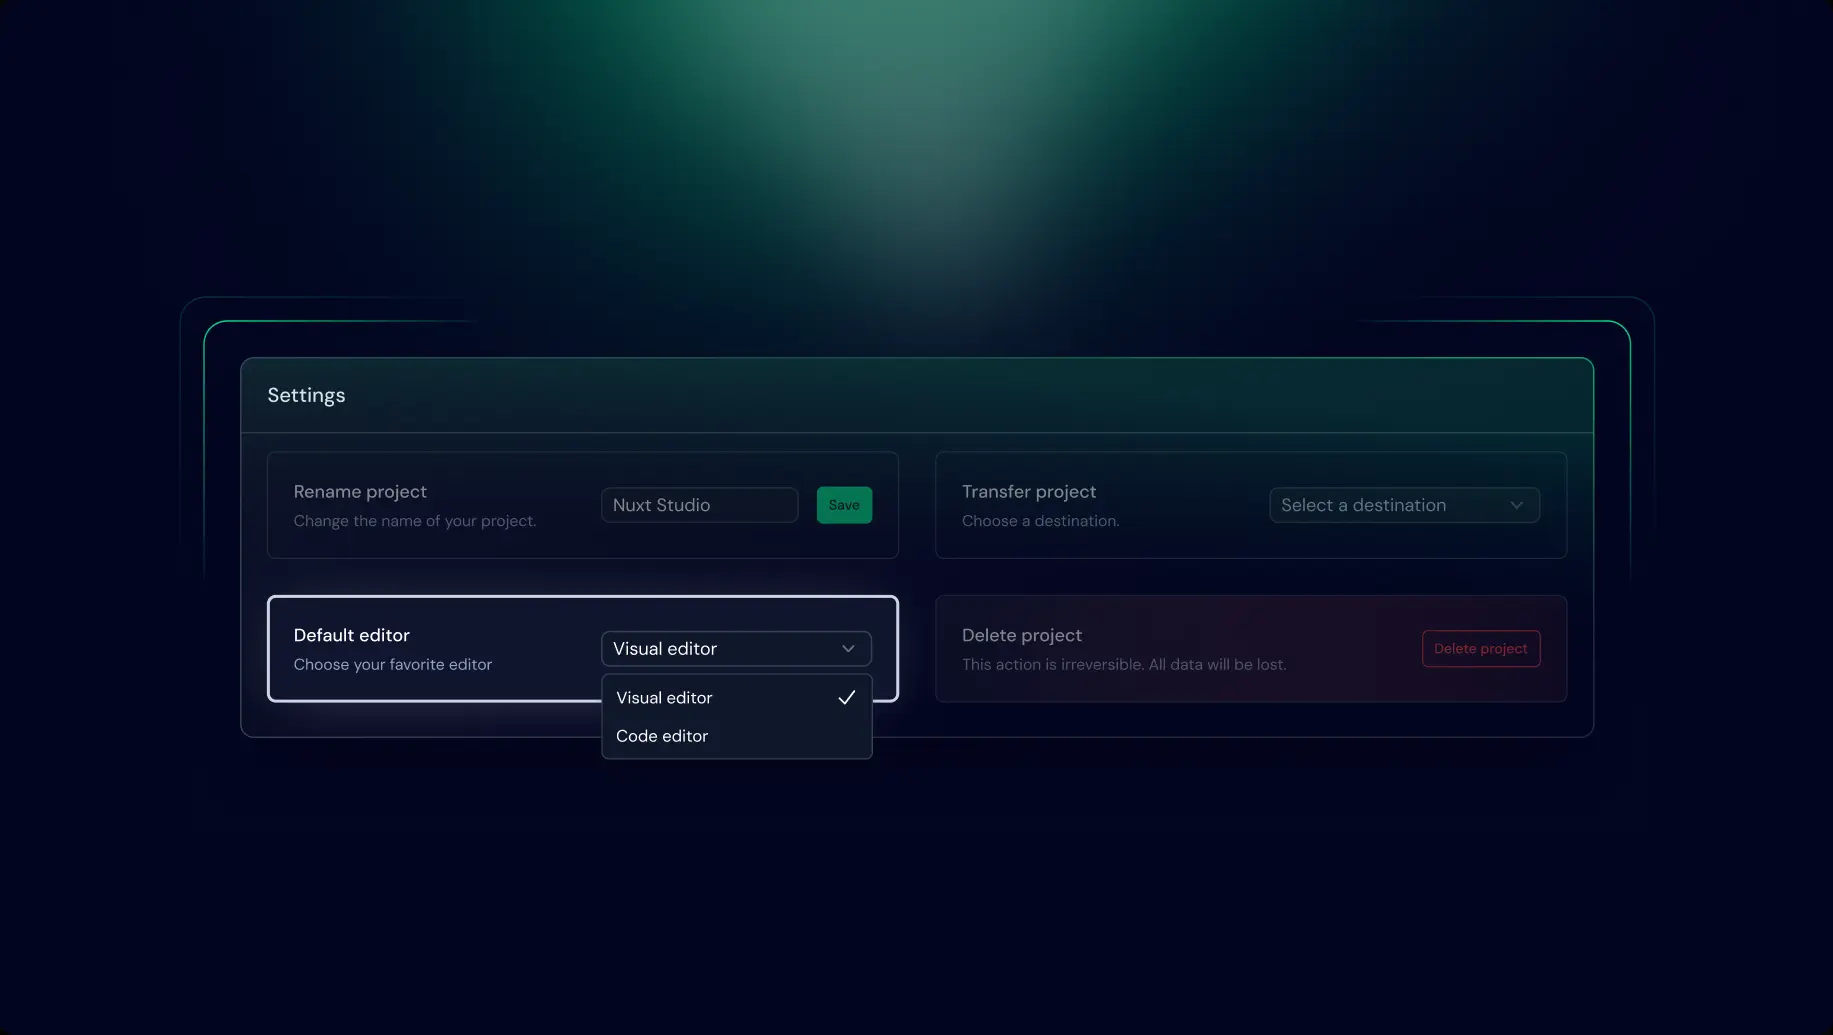 Settings
Rename project
Change the name of your project.
Nuxt Studio
Save
Transfer project
Choose a destination.
Select a destination
Default editor
Choose your favorite editor
Visual editor
Visual editor
Code editor
Delete project
This action is irreversible. All data will be lost.
Delete project